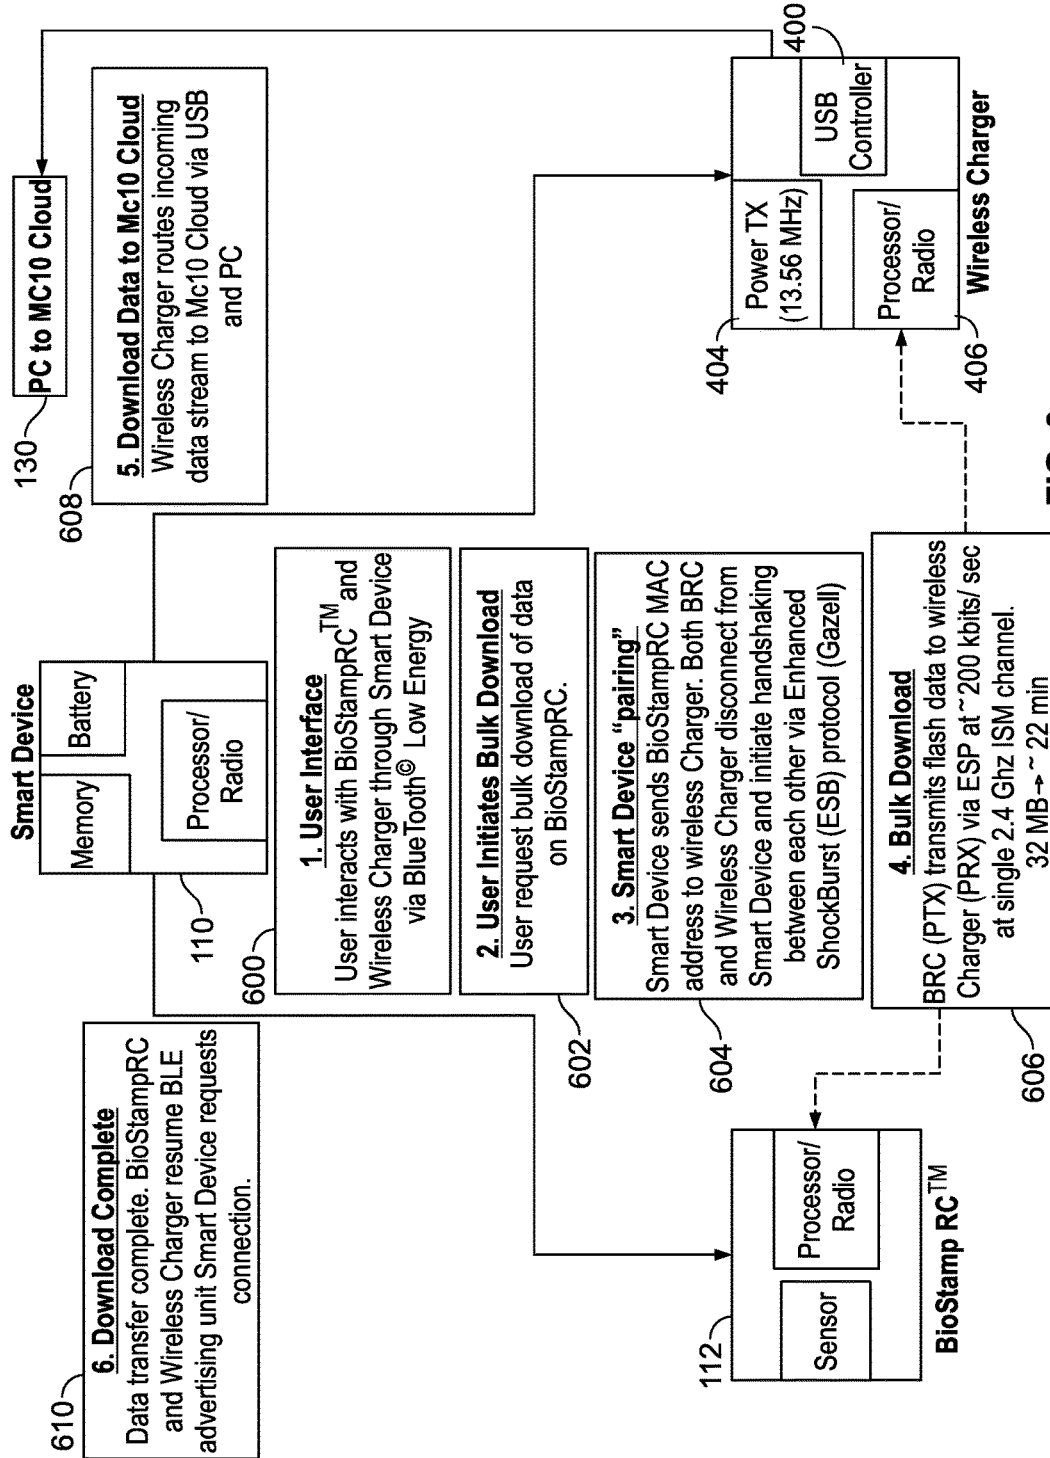 610
6. Download Complete
Data transfer complete. BioStampRC
and Wireless Charger resume BLE
advertising unit Smart Device requests
connection.
Smart Device
Memory
Battery
Processor/
Radio
110
130
PC to MC10 Cloud
608
5. Download Data to Mc10 Cloud
Wireless Charger routes incoming
data stream to Mc10 Cloud via USB
and PC
600
1. User Interface
User interacts with BioStampRC™ and
Wireless Charger through Smart Device
via BlueTooth© Low Energy
602
2. User Initiates Bulk Download
User request bulk download of data
on BioStampRC.
604
3. Smart Device “pairing”
Smart Device sends BioStampRC MAC
address to wireless Charger. Both BRC
and Wireless Charger disconnect from
Smart Device and initiate handshaking
between each other via Enhanced
ShockBurst (ESB) protocol (Gazell)
606
4. Bulk Download
BRC (PTX) transmits flash data to wireless
Charger (PRX) via ESP at ~200 kbits/ sec
at single 2.4 Ghz ISM channel.
32 MB→ ~ 22 min
112
Sensor
Processor/
Radio
BioStamp RC™
404
Power TX
(13.56 MHz)
USB
Controller
400
Processor/
Radio
406
Wireless Charger